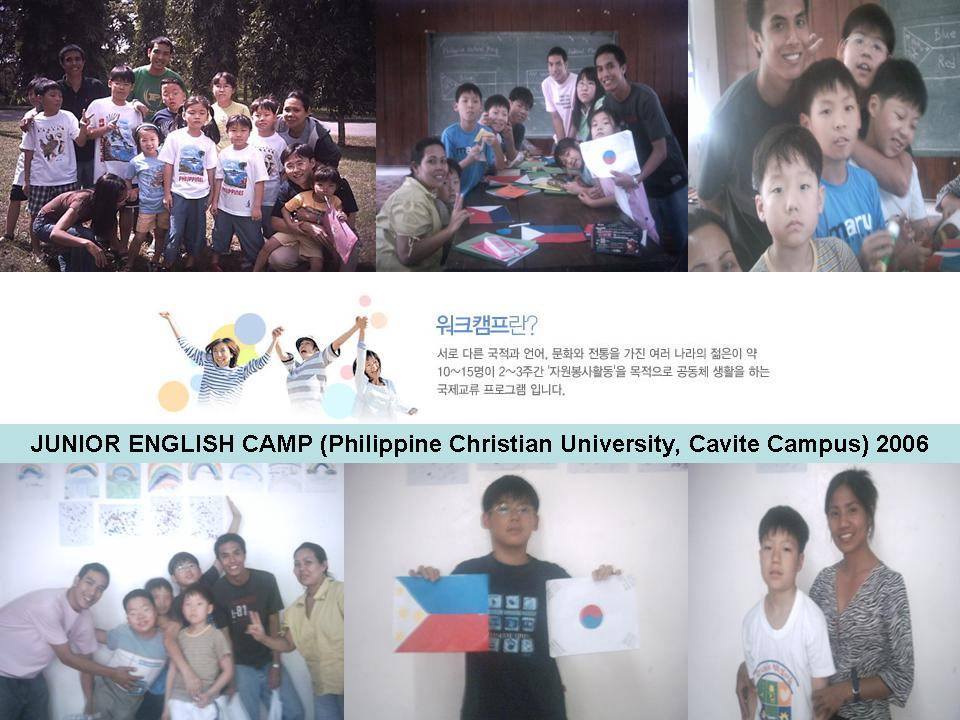 Blue
Red
PHILIPPINES
워크캠프란?
서로 다른 국적과 언어, 문화와 전통을 가진 여러 나라의 젊은이 약
10~15명이 2~3주간 '자원봉사활동'을 목적으로 공동체 생활을 하는
국제교류 프로그램 입니다.
JUNIOR ENGLISH CAMP (Philippine Christian University, Cavite Campus) 2006